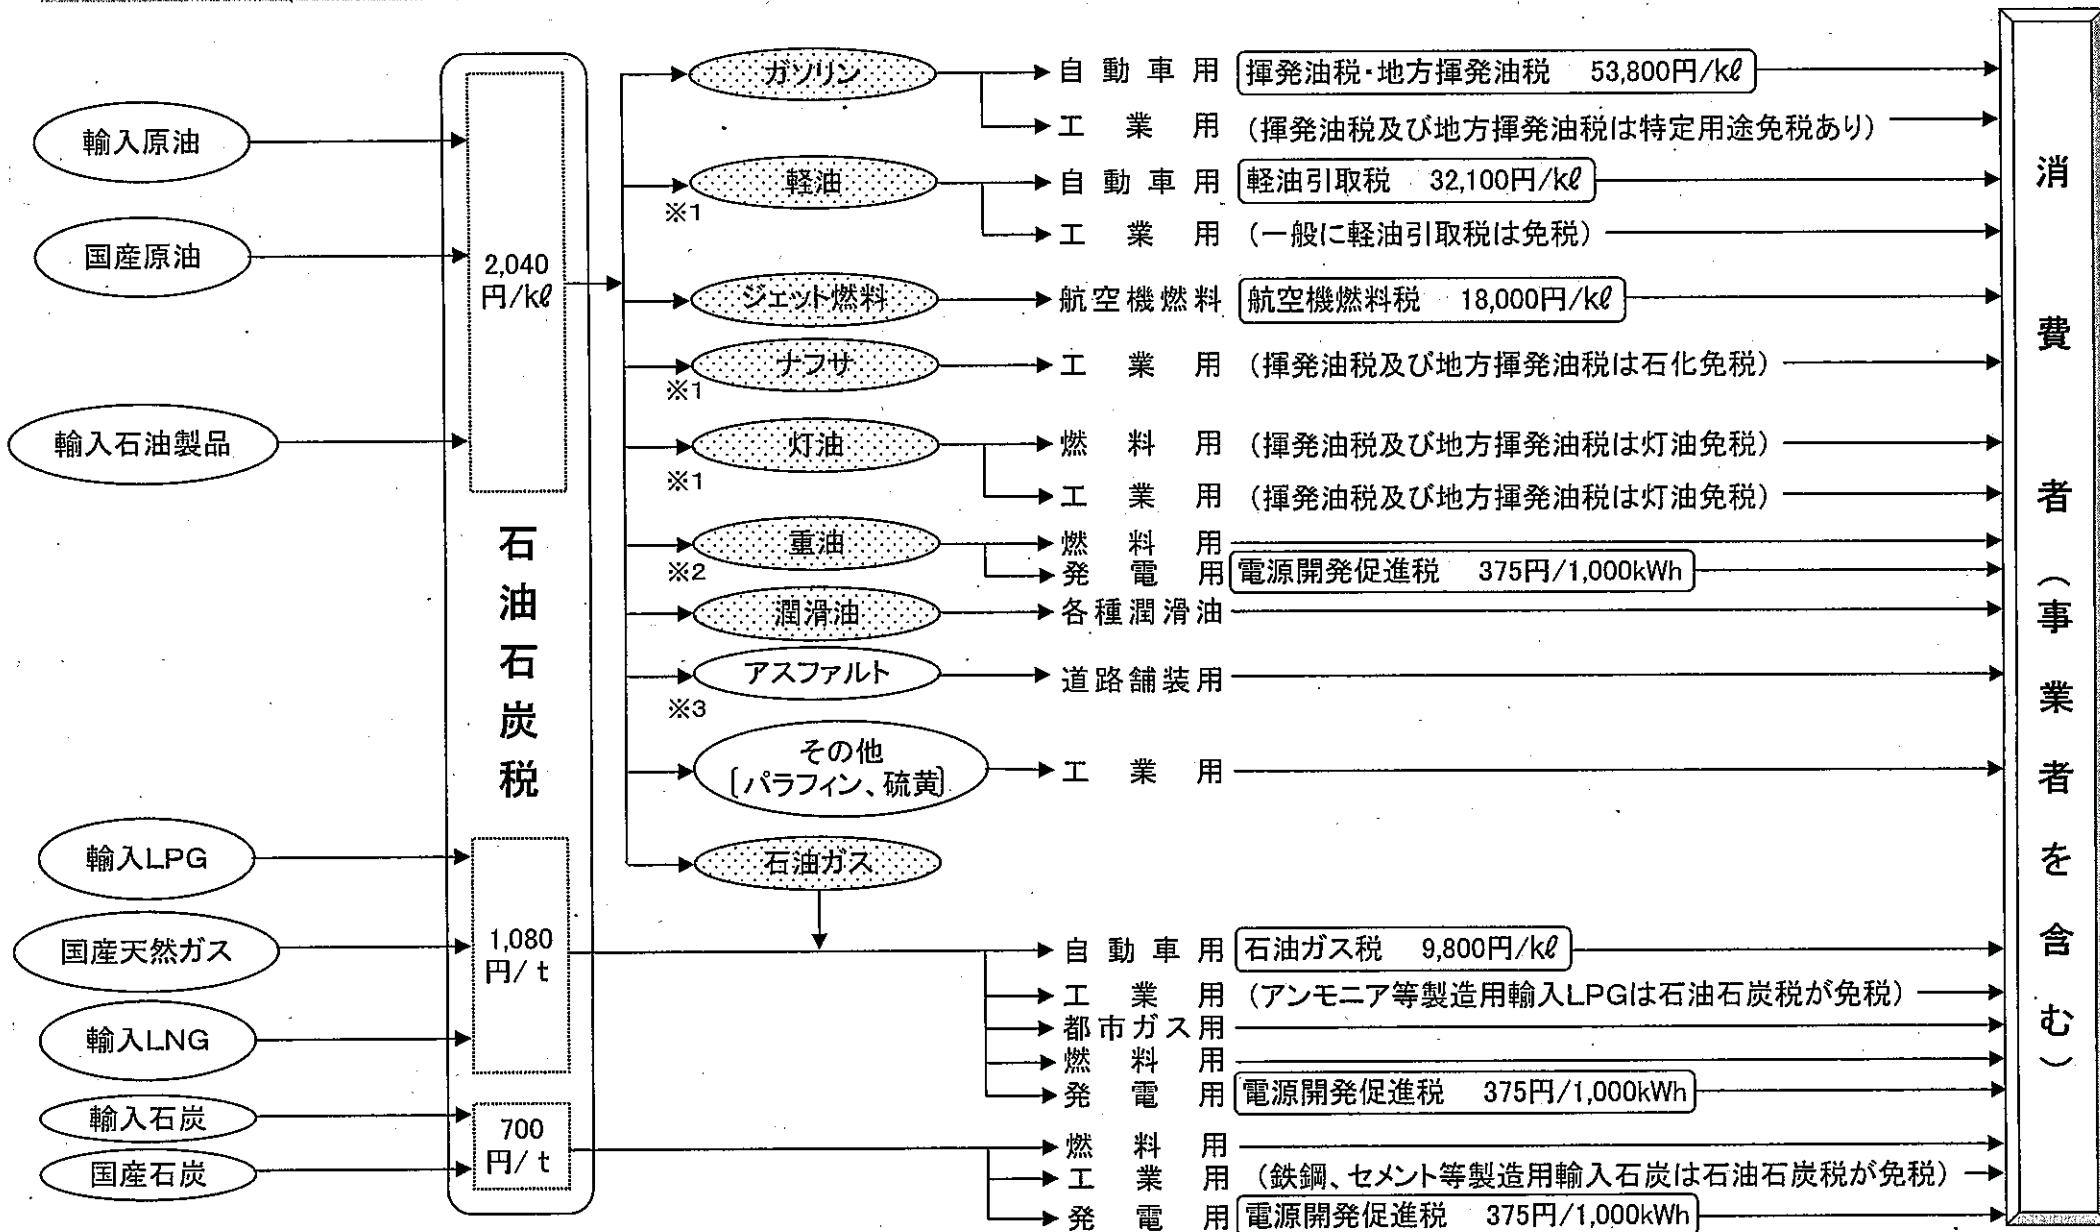 輸入原油
国産原油
輸入石油製品
輸入LPG
国産天然ガス
輸入LNG
輸入石炭
国産石炭
2,040
円/kℓ
石油石炭税
1,080
円/t
700
円/t
ガソリン
自動車用 揮発油税・地方揮発油税 53,800円/kℓ
工業用 (揮発油税及び地方揮発油税は特定用途免税あり)
軽油
※1
自動車用 軽油引取税 32,100円/kℓ
工業用 (一般に軽油引取税は免税)
ジェット燃料
航空機燃料 航空機燃料税 18,000円/kℓ
ナフサ
※1
工業用 (揮発油税及び地方揮発油税は石化免税)
灯油
※1
燃料用 (揮発油税及び地方揮発油税は灯油免税)
工業用 (揮発油税及び地方揮発油税は灯油免税)
重油
※2
燃料用
発電用 電源開発促進税 375円/1,000kWh
潤滑油
各種潤滑油
アスファルト
※3
道路舗装用
その他
[パラフィン、硫黄]
工業用
石油ガス
自動車用 石油ガス税 9,800円/kℓ
工業用 (アンモニア等製造用輸入LPGは石油石炭税が免税)
都市ガス用
燃料用
発電用 電源開発促進税 375円/1,000kWh
燃料用
工業用 (鉄鋼、セメント等製造用輸入石炭は石油石炭税が免税)
発電用 電源開発促進税 375円/1,000kWh
消費者(事業者を含む)